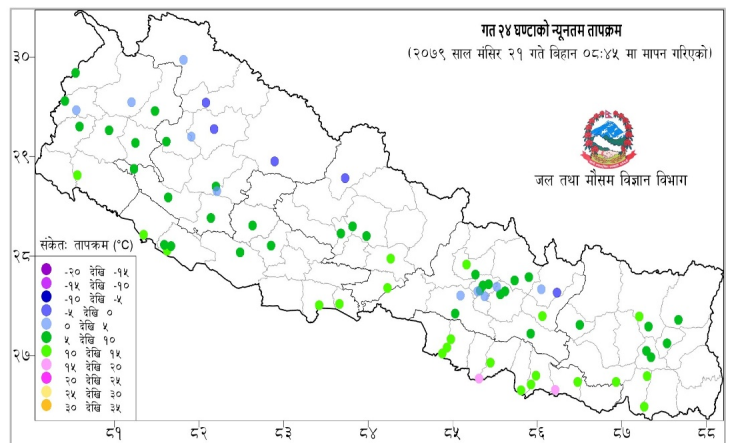 गत २४ घण्टाको न्यूनतम तापक्रम
(२०७९ साल मंसिर २१ गते बिहान ०८:४५ मा मापन गरिएको)
जल तथा मौसम विज्ञान विभाग
३०
२९
२८
२७
संकेतः तापक्रम (°C)
-२० देखि -१५
-१५ देखि -१०
-१० देखि -५
-५ देखि ०
० देखि ५
५ देखि १०
१० देखि १५
१५ देखि २०
२० देखि २५
२५ देखि ३०
३० देखि ३५
८१ ८२ ८३ ८४ ८५ ८६ ८७ ८८